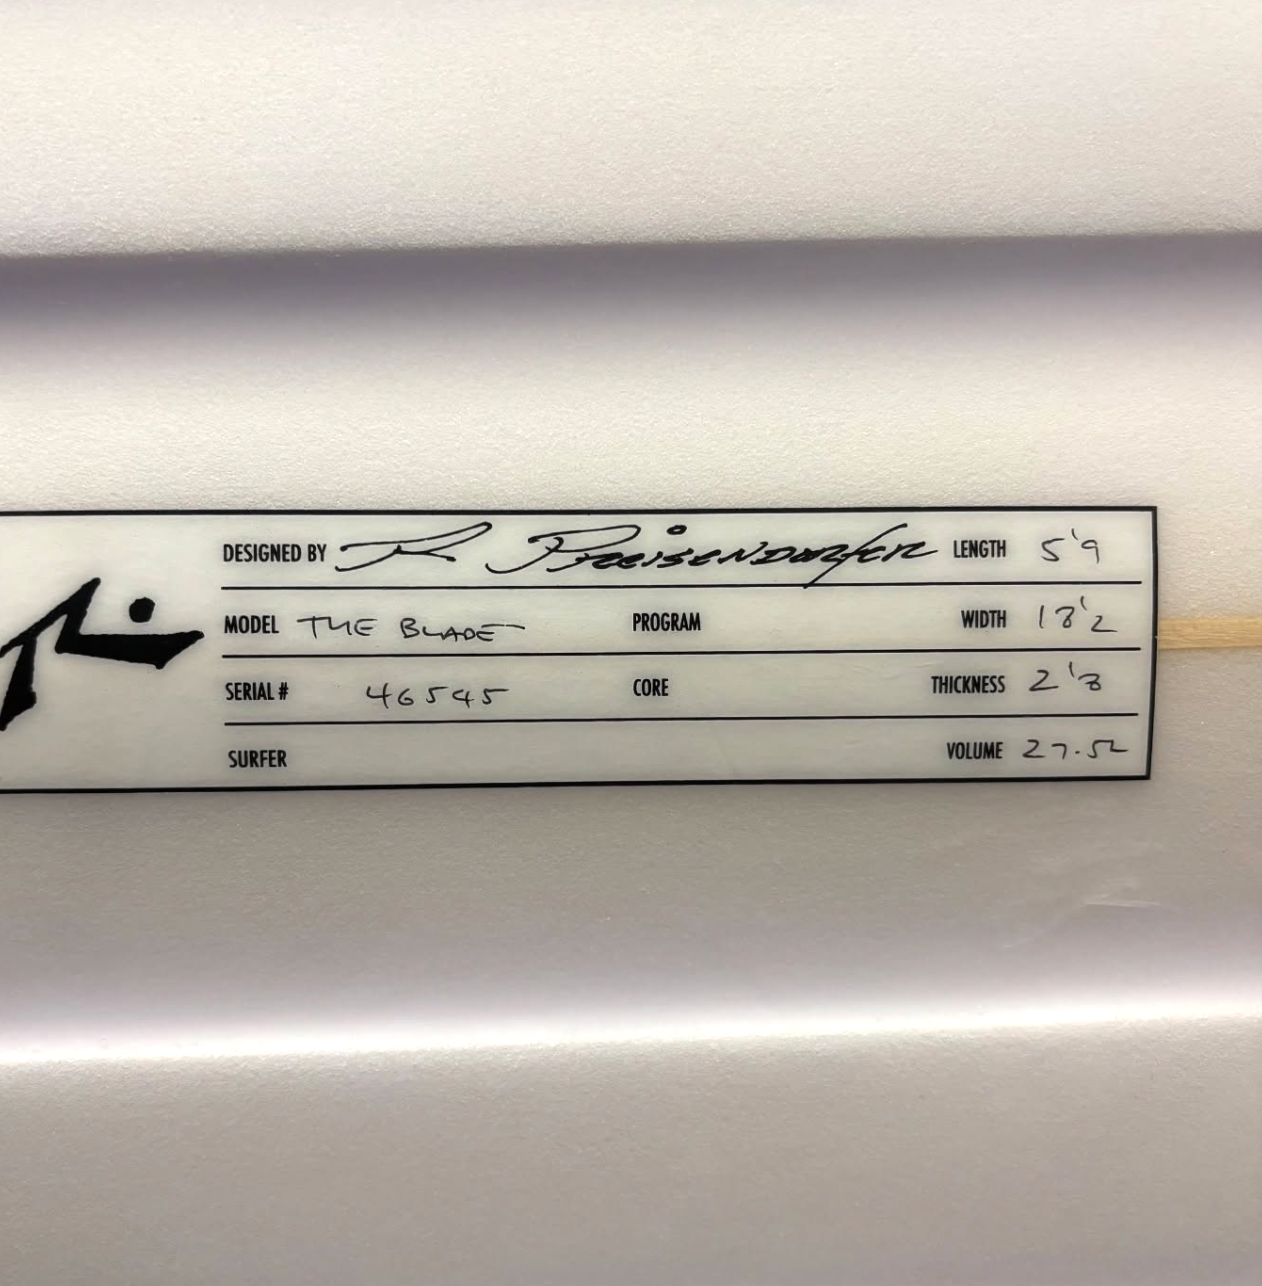 DESIGNED BY R Preisendorfer LENGTH 5'9
MODEL THE BLADE PROGRAM WIDTH 18 1/2
SERIAL # 46545 CORE THICKNESS 2 1/8
SURFER VOLUME 27.5L